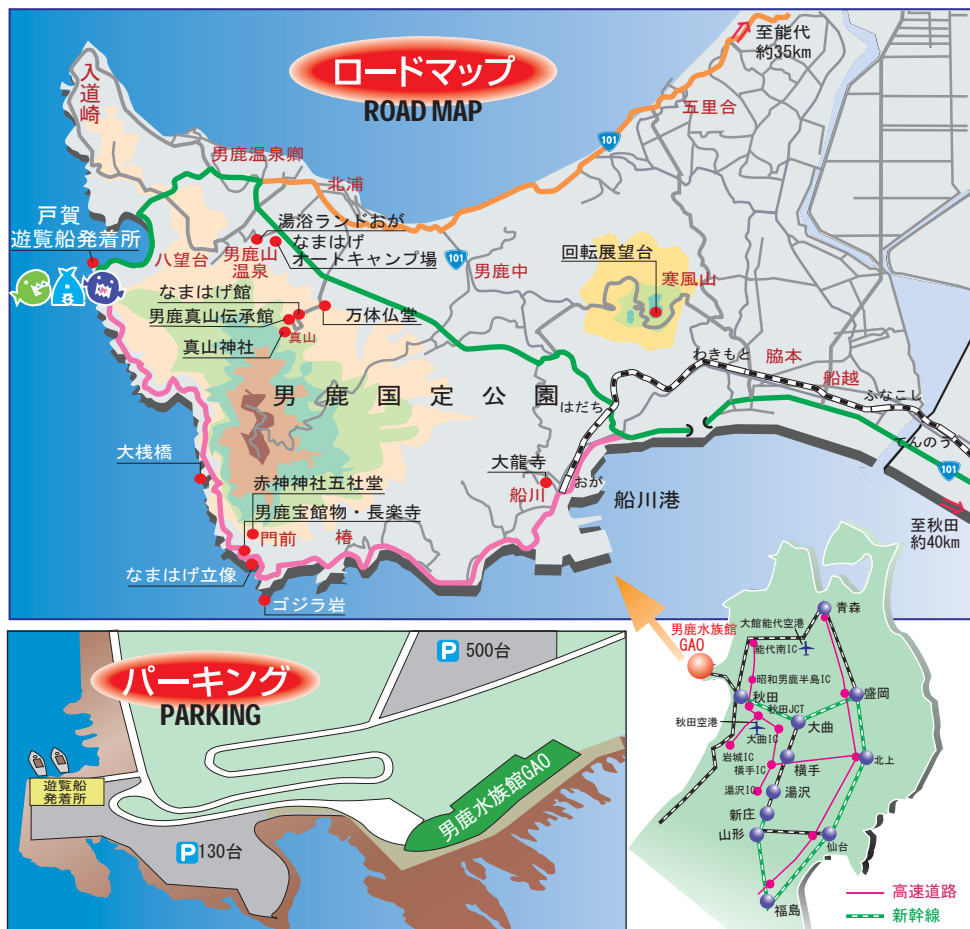 ロードマップ
ROAD MAP
至能代
約35km
入道崎
五里合
101
男鹿温泉郷
北浦
戸賀
遊覧船発着所
湯浴ランドおが
なまはげ
オートキャンプ場
八望台
男鹿山
温泉
101
男鹿中
回転展望台
寒風山
なまはげ館
男鹿真山伝承館
万体仏堂
真山神社
真山
わきもと
脇本
船越
ふなこし
男鹿国定公園
はだち
てんのう
101
大桟橋
大龍寺
船川
おが
船川港
赤神神社五社堂
男鹿宝館物・長楽寺
門前
椿
至秋田
約40km
なまはげ立像
ゴジラ岩
パーキング
PARKING
P 500台
遊覧船
発着所
男鹿水族館GAO
P 130台
男鹿水族館
GAO
大館能代空港
青森
能代南IC
昭和男鹿半島IC
秋田
盛岡
秋田JCT
秋田空港
大曲IC
大曲
岩城IC
横手IC
横手
北上
湯沢IC
湯沢
新庄
山形
仙台
福島
高速道路
新幹線